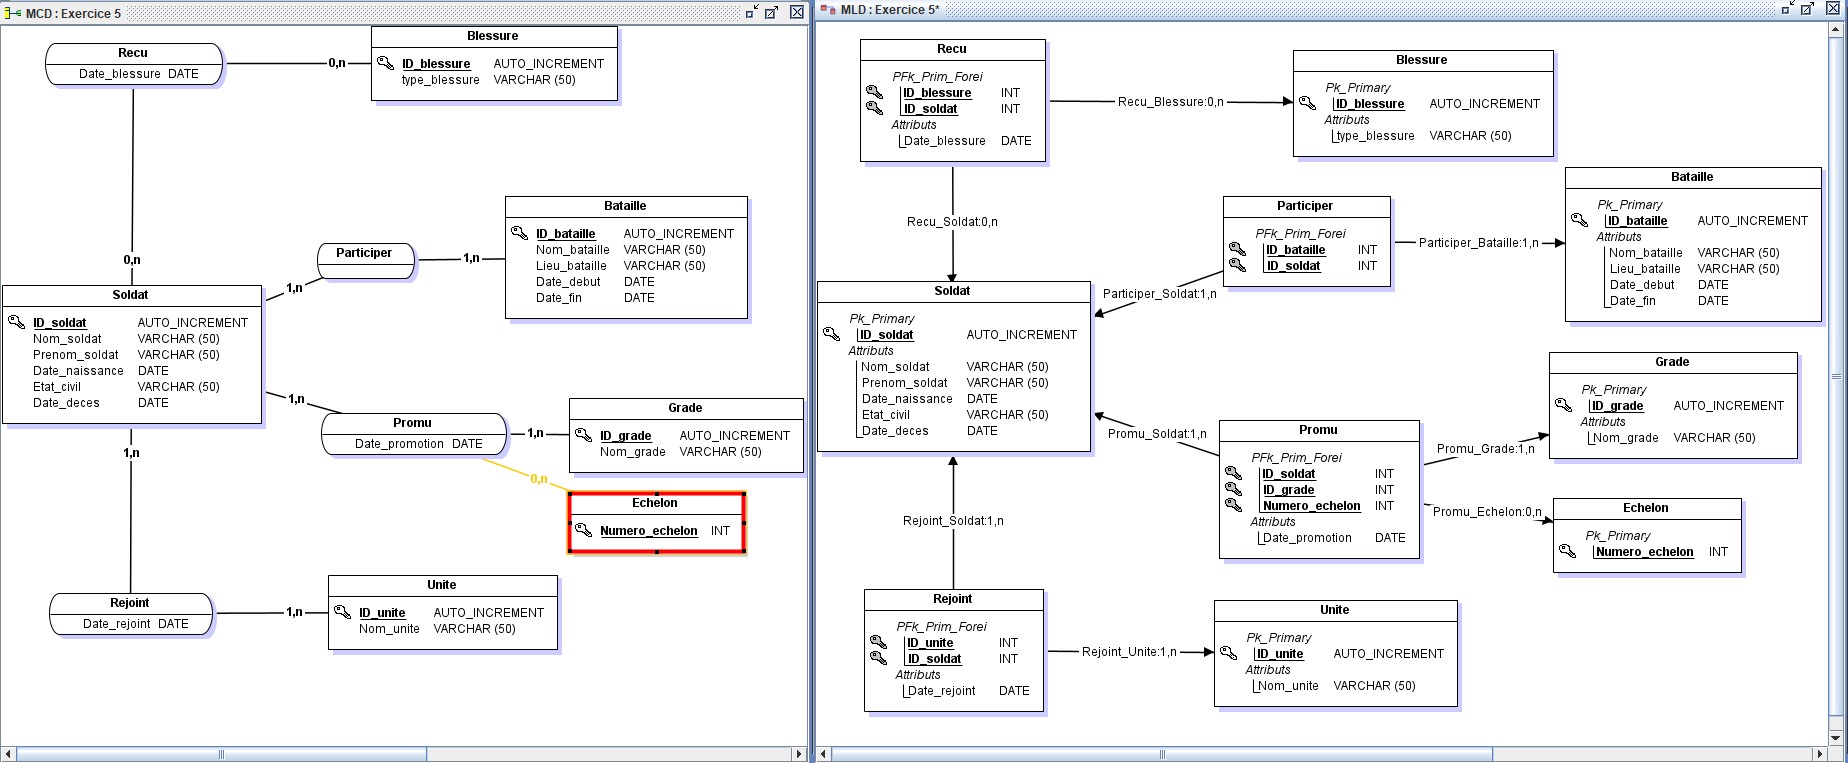 MCD : Exercice 5
Recu
Date_blessure DATE
0,n
Blessure
ID_blessure AUTO_INCREMENT
type_blessure VARCHAR (50)
0,n
Participer
1,n
1,n
Bataille
ID_bataille AUTO_INCREMENT
Nom_bataille VARCHAR (50)
Lieu_bataille VARCHAR (50)
Date_debut DATE
Date_fin DATE
Soldat
ID_soldat AUTO_INCREMENT
Nom_soldat VARCHAR (50)
Prenom_soldat VARCHAR (50)
Date_naissance DATE
Etat_civil VARCHAR (50)
Date_deces DATE
1,n
Promu
Date_promotion DATE
1,n
Grade
ID_grade AUTO_INCREMENT
Nom_grade VARCHAR (50)
0,n
Echelon
Numero_echelon INT
1,n
Rejoint
Date_rejoint DATE
1,n
Unite
ID_unite AUTO_INCREMENT
Nom_unite VARCHAR (50)
MLD : Exercice 5*
Recu
PFk_Prim_Forei
ID_blessure INT
ID_soldat INT
Attributs
Date_blessure DATE
Recu_Blessure:0,n
Blessure
Pk_Primary
ID_blessure AUTO_INCREMENT
Attributs
type_blessure VARCHAR (50)
Recu_Soldat:0,n
Participer
PFk_Prim_Forei
ID_bataille INT
ID_soldat INT
Participer_Bataille:1,n
Participer_Soldat:1,n
Bataille
Pk_Primary
ID_bataille AUTO_INCREMENT
Attributs
Nom_bataille VARCHAR (50)
Lieu_bataille VARCHAR (50)
Date_debut DATE
Date_fin DATE
Soldat
Pk_Primary
ID_soldat AUTO_INCREMENT
Attributs
Nom_soldat VARCHAR (50)
Prenom_soldat VARCHAR (50)
Date_naissance DATE
Etat_civil VARCHAR (50)
Date_deces DATE
Promu_Soldat:1,n
Promu
PFk_Prim_Forei
ID_soldat INT
ID_grade INT
Numero_echelon INT
Attributs
Date_promotion DATE
Promu_Grade:1,n
Grade
Pk_Primary
ID_grade AUTO_INCREMENT
Attributs
Nom_grade VARCHAR (50)
Promu_Echelon:0,n
Echelon
Pk_Primary
Numero_echelon INT
Rejoint_Soldat:1,n
Rejoint
PFk_Prim_Forei
ID_unite INT
ID_soldat INT
Attributs
Date_rejoint DATE
Rejoint_Unite:1,n
Unite
Pk_Primary
ID_unite AUTO_INCREMENT
Attributs
Nom_unite VARCHAR (50)